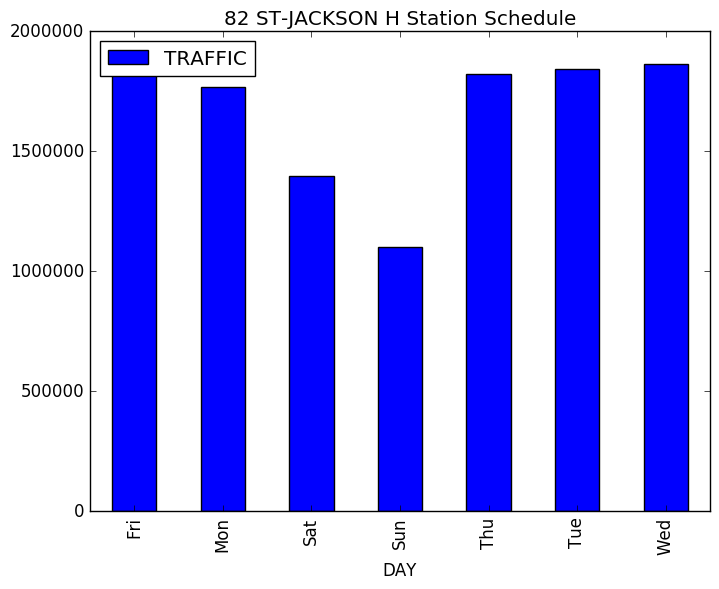 82 ST-JACKSON H Station Schedule
2000000
TRAFFIC
1500000
1000000
500000
0
Fri
Mon
Sat
Sun
Thu
Tue
Wed
DAY